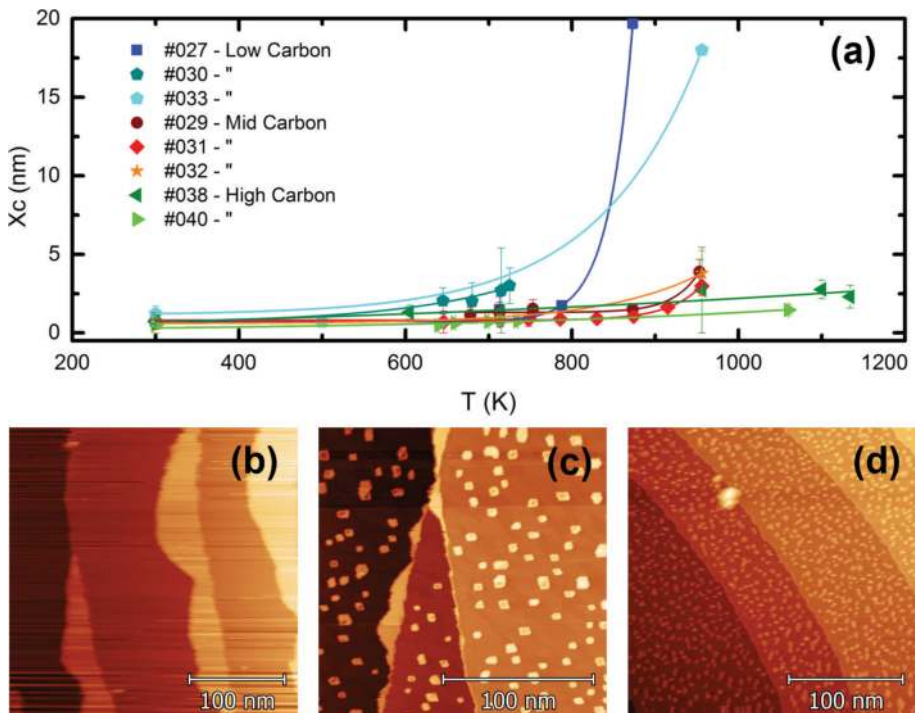 (a)
20
15
10
5
0
Xc (nm)
#027 - Low Carbon
#030 - "
#033 - "
#029 - Mid Carbon
#031 - "
#032 - "
#038 - High Carbon
#040 - "
200 400 600 800 1000 1200
T (K)
(b) (c) (d)
100 nm 100 nm 100 nm